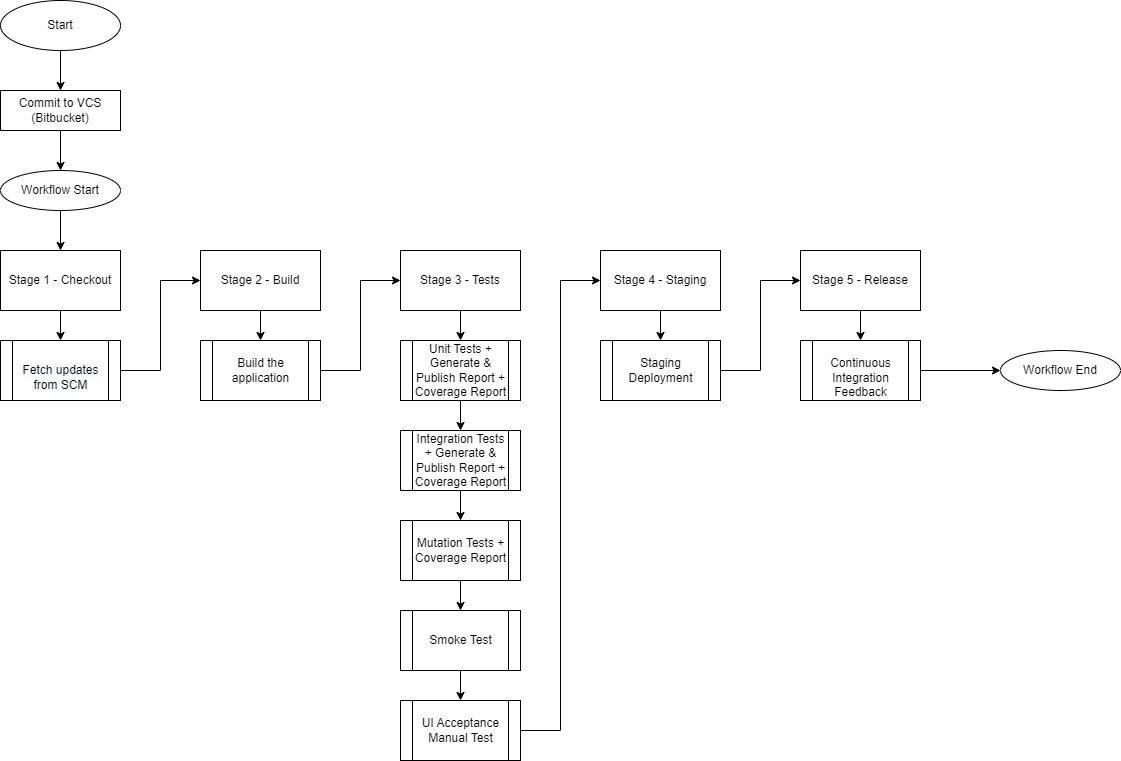 Start
Commit to VCS
(Bitbucket)
Workflow Start
Stage 1 - Checkout
Fetch updates
from SCM
Stage 2 - Build
Build the
application
Stage 3 - Tests
Unit Tests +
Generate &
Publish Report +
Coverage Report
Integration Tests
+ Generate &
Publish Report +
Coverage Report
Mutation Tests +
Coverage Report
Smoke Test
UI Acceptance
Manual Test
Stage 4 - Staging
Staging
Deployment
Stage 5 - Release
Continuous
Integration
Feedback
Workflow End